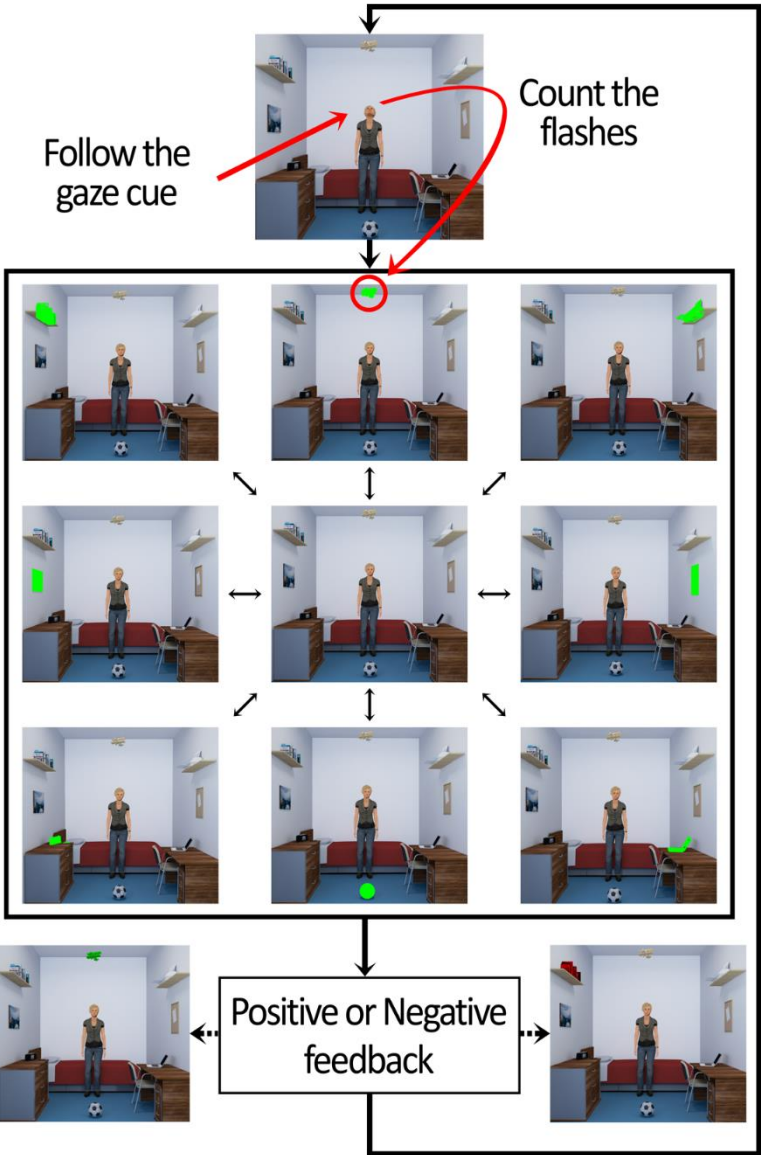 Follow the
gaze cue
Count the
flashes
Positive or Negative
feedback